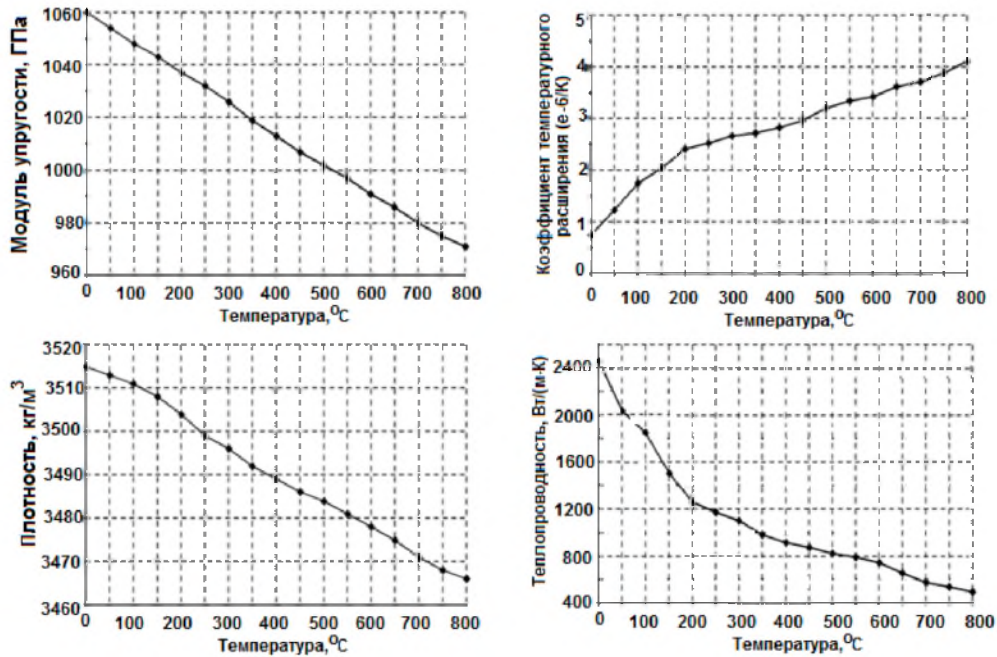 Модуль упругости, ГПа
1060
1040
1020
1000
980
960
0 100 200 300 400 500 600 700 800
Температура,⁰С
Коэффициент температурного
расширения (е -6/К)
5
4
3
2
1
0
0 100 200 300 400 500 600 700 800
Температура,⁰С
Плотность, кг/м³
3520
3510
3500
3490
3480
3470
3460
0 100 200 300 400 500 600 700 800
Температура,⁰С
Теплопроводность, Вт/(м·К)
2400
2000
1600
1200
800
400
0 100 200 300 400 500 600 700 800
Температура,⁰С